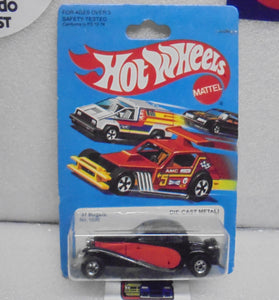 do
ST
FOR AGES OVER 3
SAFETY TESTED
HOT WHEELS
MATTEL
AMC
5
'37 Bugatti
DIE CAST METAL!